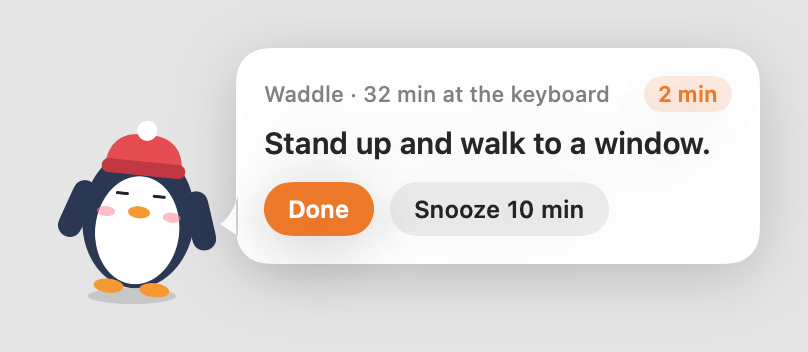 Waddle · 32 min at the keyboard
2 min
Stand up and walk to a window.
Done
Snooze 10 min